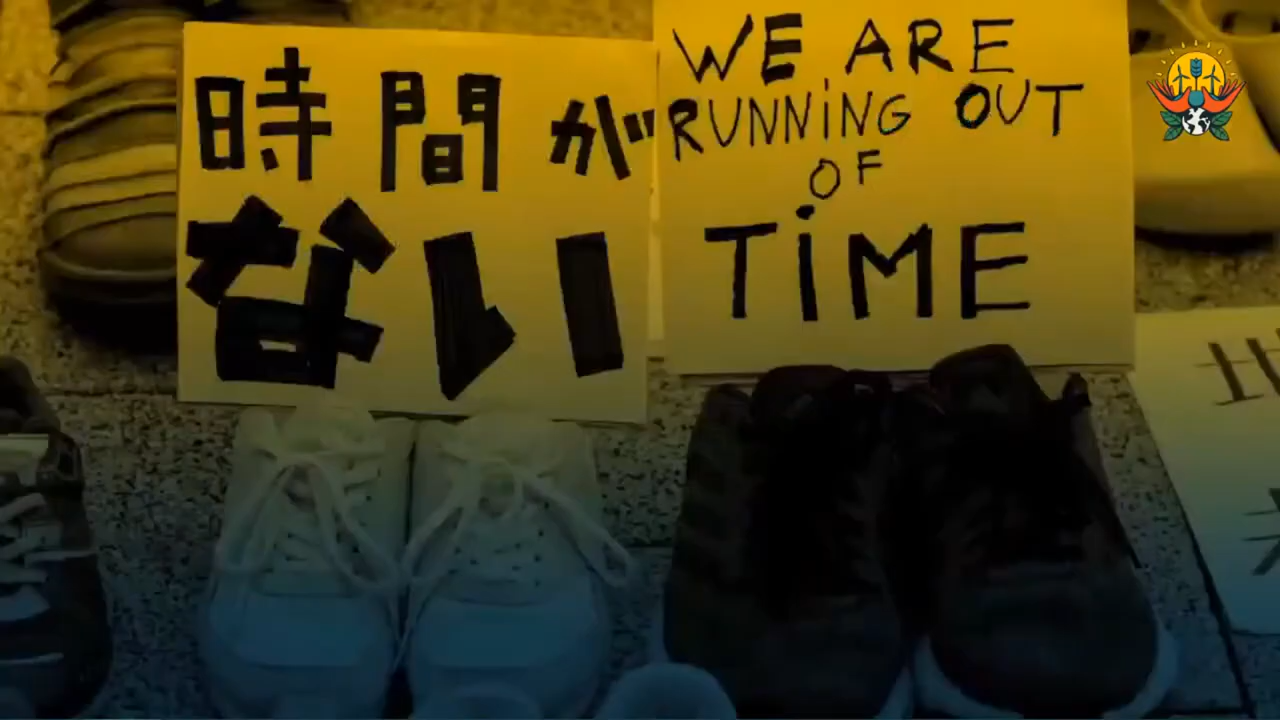 時間が
ない
WE ARE
RUNNiNG OUT
OF
TiME